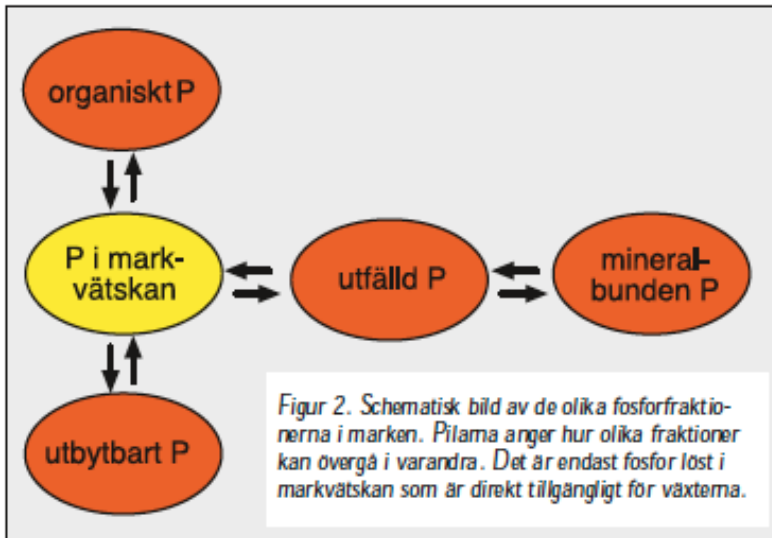 organiskt P
P i mark-
vätskan
utfälld P
mineral-
bunden P
utbytbart P
Figur 2. Schematisk bild av de olika fosforfraktio-
nerna i marken. Pilarna anger hur olika fraktioner
kan övergå i varandra. Det är endast fosfor löst i
markvätskan som är direkt tillgängligt för växterna.